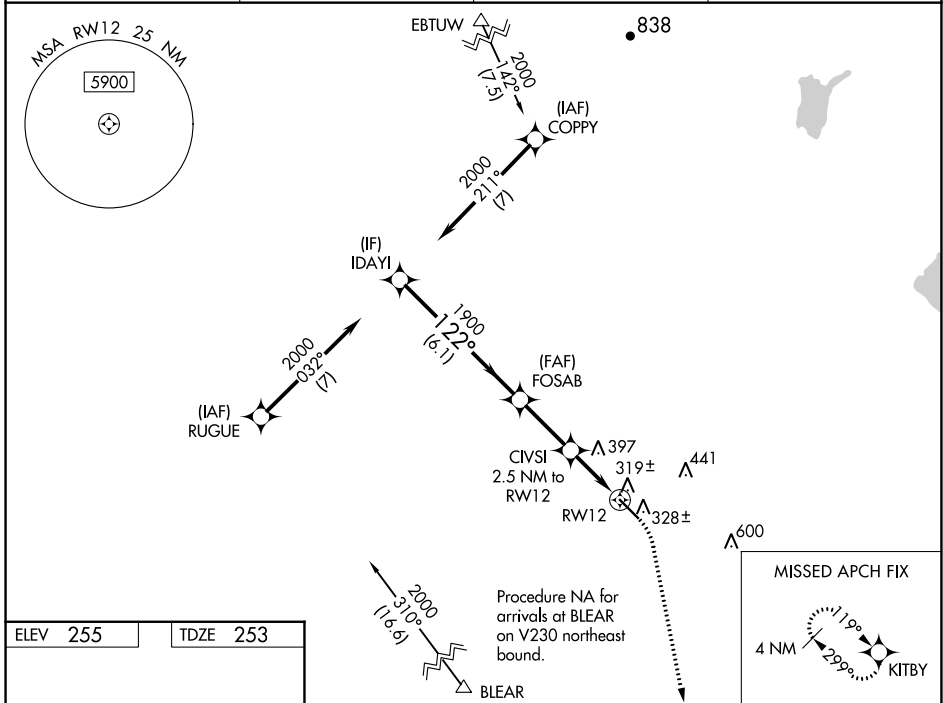 MSA RW12 25 NM
5900
EBTUW
2000
142°
(7.5)
838
(IAF)
COPPY
2000
211°
(7)
(IF)
IDAYI
1900
122°
(6.1)
2000
032°
(7)
(IAF)
RUGUE
(FAF)
FOSAB
CIVSI
2.5 NM to
RW12
397
319±
441
RW12
328±
600
2000
310°
(16.6)
BLEAR
Procedure NA for
arrivals at BLEAR
on V230 northeast
bound.
MISSED APCH FIX
4 NM
119°
299°
KITBY
ELEV 255
TDZE 253